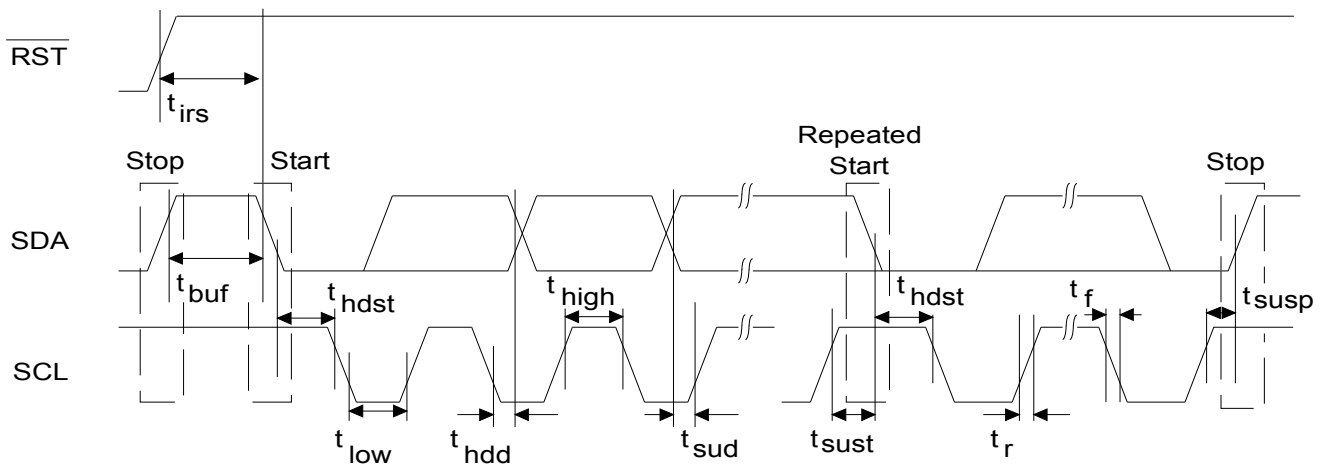 RST
t irs
Stop
Start
Repeated
Start
Stop
SDA
t buf
t hdst
t high
t hdst
t f
t susp
SCL
t low
t hdd
t sud
t sust
t r